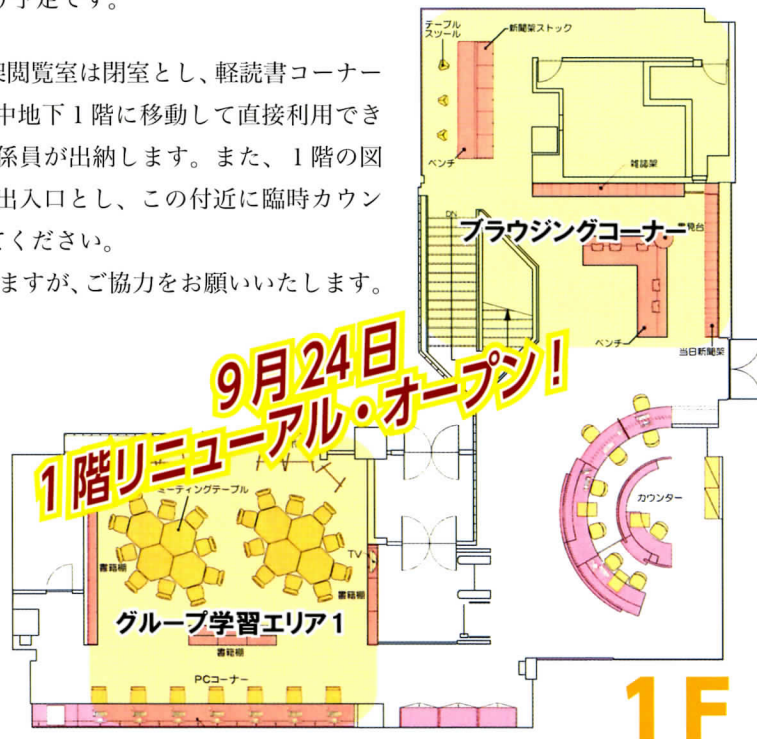 予定です。
架閲覧室は閉室とし、軽読書コーナー
中地下１階に移動して直接利用でき
係員が出納します。また、１階の図
出入口とし、この付近に臨時カウン
てください。
ますが、ご協力をお願いいたします。
テーブル
スツール
新聞架ストック
ベンチ
雑誌架
ブラウジングコーナー
見台
DN
ベンチ
当日新聞架
9月24日
1階リニューアル・オープン！
ミーティングテーブル
カウンター
TV
書籍棚
書籍棚
グループ学習エリア1
書籍棚
PCコーナー
1F